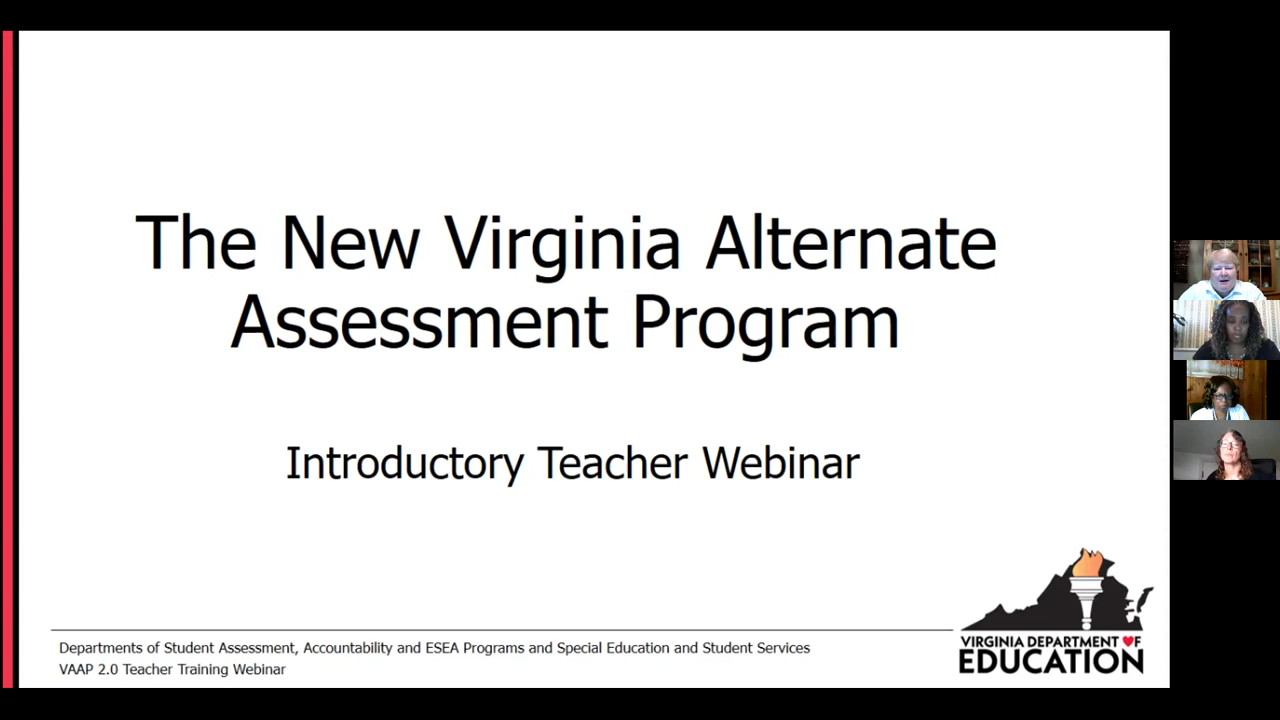 The New Virginia Alternate
Assessment Program
Introductory Teacher Webinar
Departments of Student Assessment, Accountability and ESEA Programs and Special Education and Student Services
VAAP 2.0 Teacher Training Webinar
VIRGINIA DEPARTMENT OF
EDUCATION